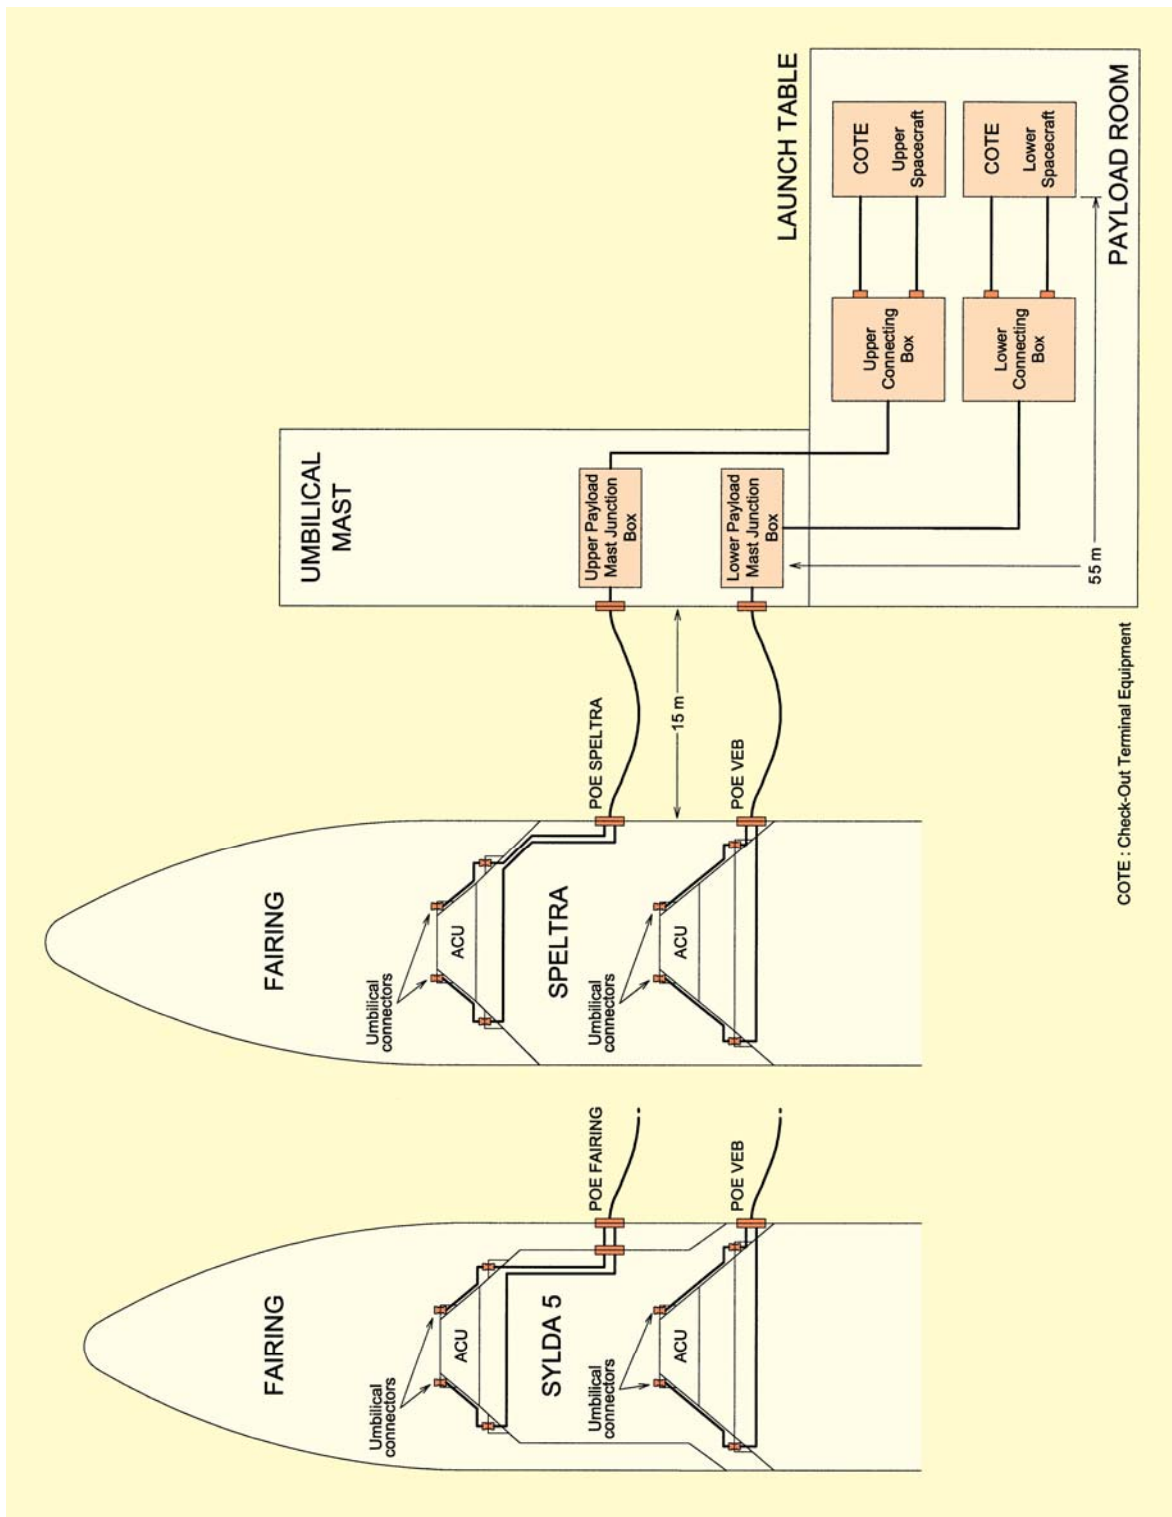 UMBILICAL
MAST
LAUNCH TABLE
COTE
Upper
Spacecraft
COTE
Lower
Spacecraft
PAYLOAD ROOM
Upper
Connecting
Box
Lower
Connecting
Box
Upper Payload
Mast Junction
Box
Lower Payload
Mast Junction
Box
55 m
15 m
FAIRING
Umbilical
connectors
ACU
SPELTRA
POE SPELTRA
Umbilical
connectors
ACU
POE VEB
FAIRING
Umbilical
connectors
ACU
SYLDA 5
POE FAIRING
Umbilical
connectors
ACU
POE VEB
COTE : Check-Out Terminal Equipment